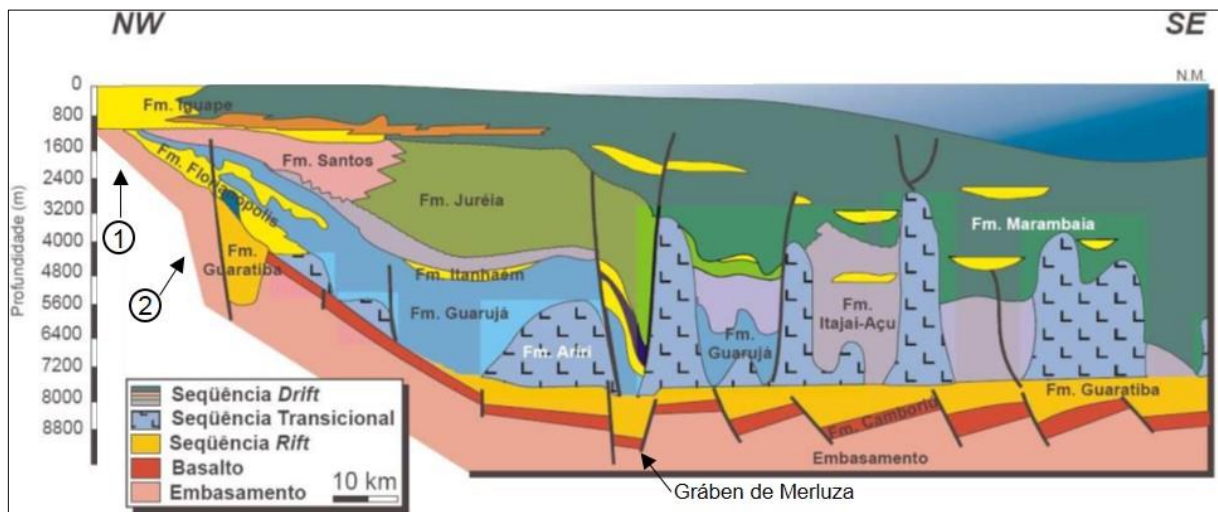 NW
SE
N.M.
0
800
1600
2400
3200
4000
4800
5600
6400
7200
8000
8800
Profundidade (m)
Fm. Iguape
Fm. Santos
Fm. Florianopolis
Fm. Juréia
Fm. Marambaia
Fm.
Guaratiba
Fm. Itanhaém
Fm.
Itajai-Açu
Fm. Guarujá
Fm. Ariri
Fm.
Guarujá
Fm. Guaratiba
Fm. Camboriú
Embasamento
1
2
Seqüência Drift
Seqüência Transicional
Seqüência Rift
Basalto
Embasamento
10 km
Gráben de Merluza